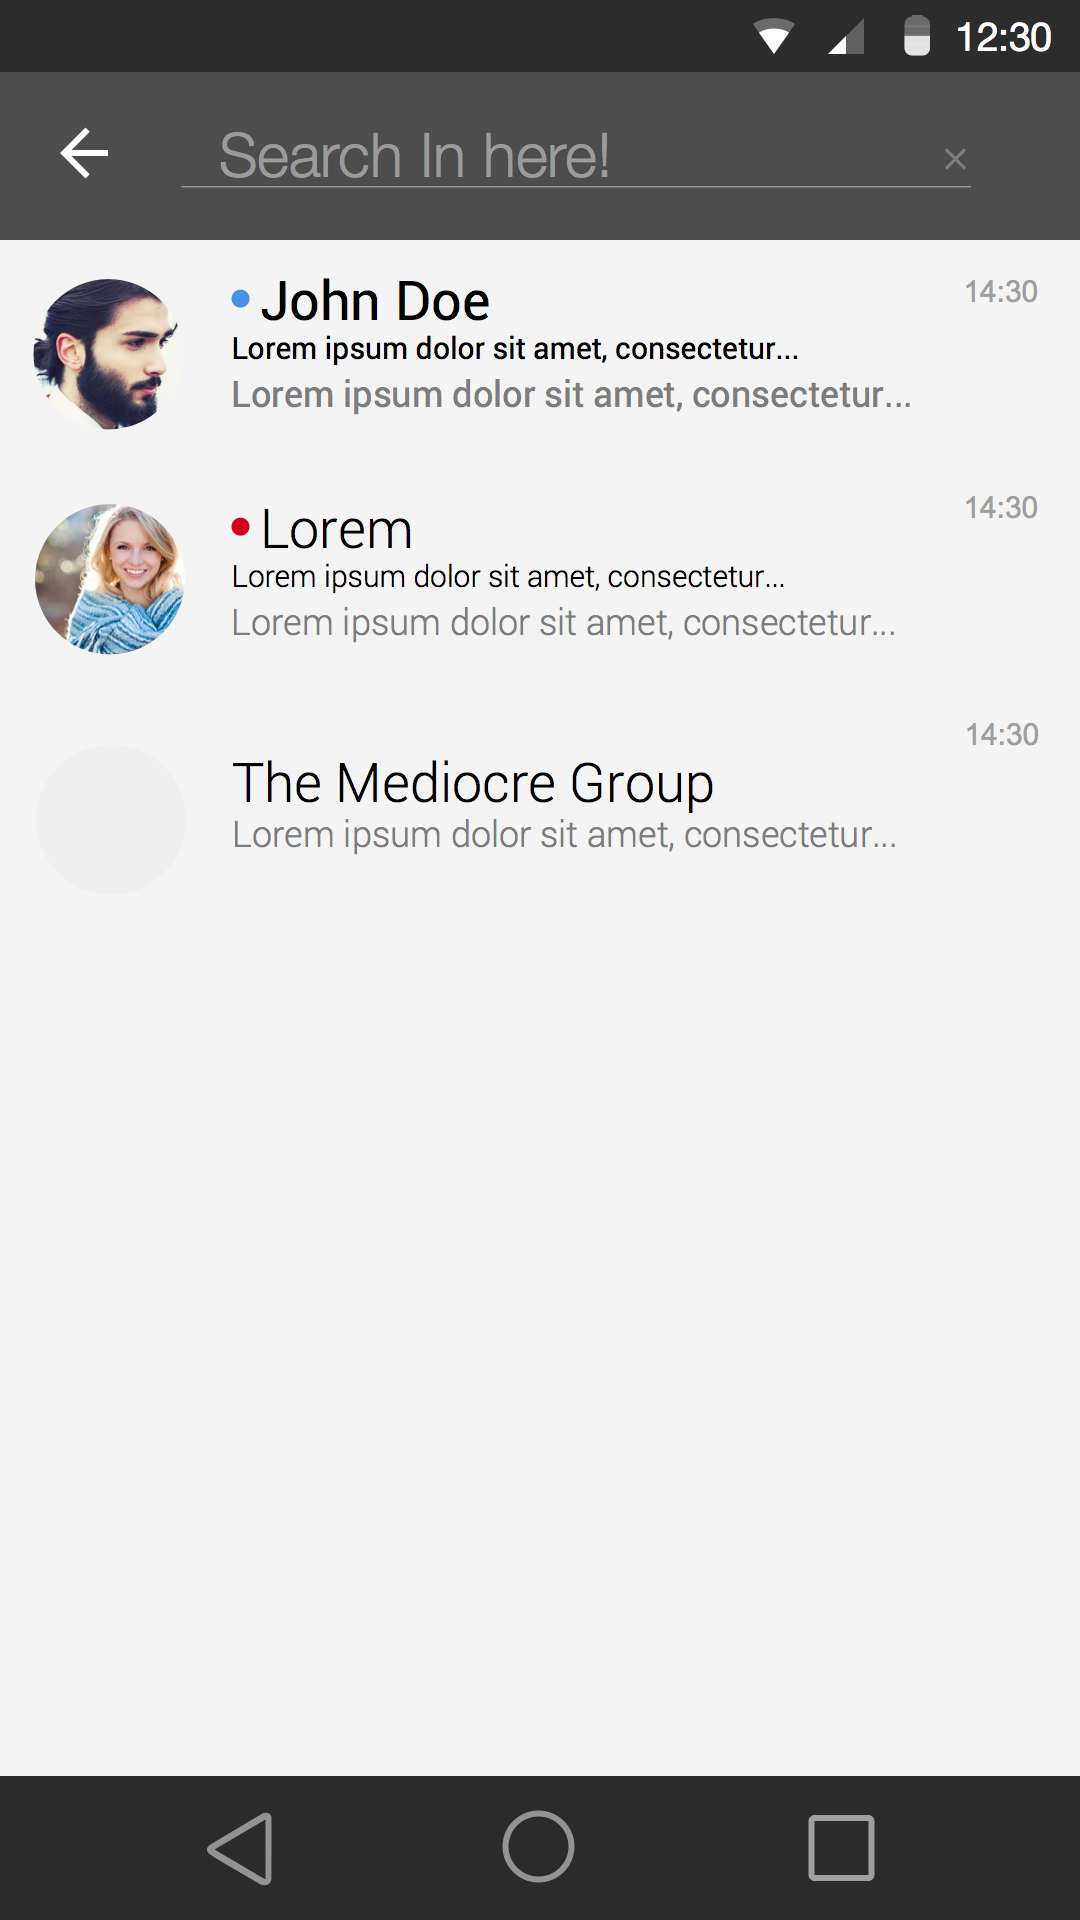 12:30
Search In here!
John Doe
14:30
Lorem ipsum dolor sit amet, consectetur...
Lorem ipsum dolor sit amet, consectetur...
Lorem
14:30
Lorem ipsum dolor sit amet, consectetur...
Lorem ipsum dolor sit amet, consectetur...
14:30
The Mediocre Group
Lorem ipsum dolor sit amet, consectetur...